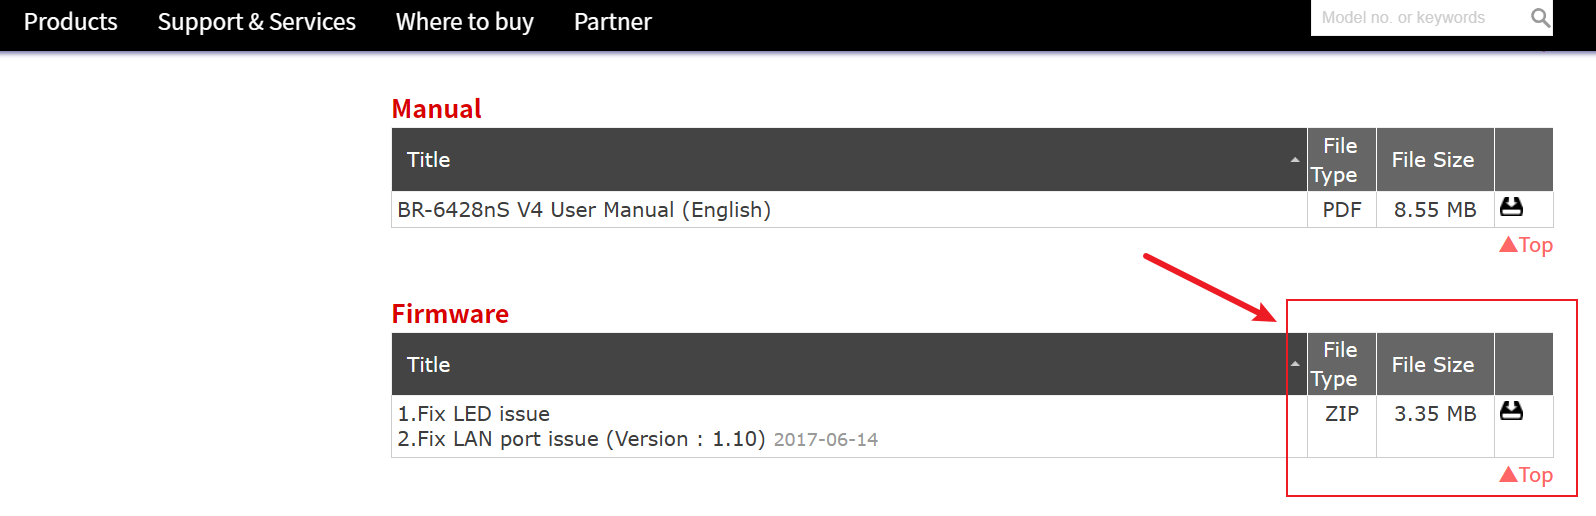 Products Support & Services Where to buy Partner Model no. or keywords
Manual
Title File Type File Size
BR-6428nS V4 User Manual (English) PDF 8.55 MB
▲Top
Firmware
Title File Type File Size
1.Fix LED issue ZIP 3.35 MB
2.Fix LAN port issue (Version : 1.10) 2017-06-14
▲Top